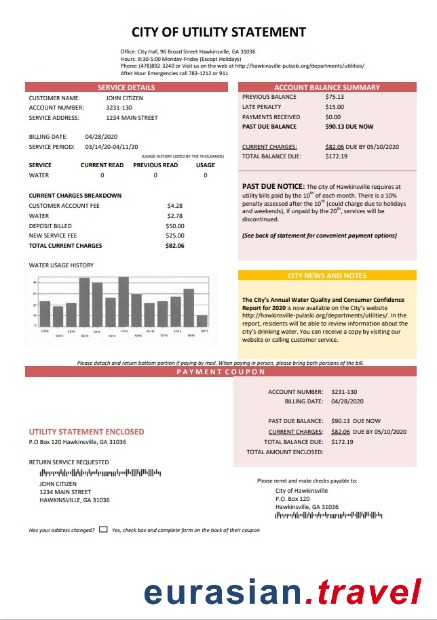 CITY OF UTILITY STATEMENT
Office: City Hall, 96 Broad Street Hawkinsville, GA 31036
Hours: 8:30-5:00 Monday-Friday (Except Holidays)
Phone: (478)892-3240 or Visit us on the web at http://hawkinsville-pulaski.org/departments/utilities/
After Hour Emergencies call 783-1212 or 911
SERVICE DETAILS
CUSTOMER NAME: JOHN CITIZEN
ACCOUNT NUMBER: 3231-130
SERVICE ADDRESS: 1234 MAIN STREET
BILLING DATE: 04/28/2020
SERVICE PERIOD: 03/14/20-04/11/20
(USAGE HISTORY LISTED BY THE THOUSANDS)
SERVICE CURRENT READ PREVIOUS READ USAGE
WATER 0 0 0
CURRENT CHARGES BREAKDOWN
CUSTOMER ACCOUNT FEE $4.28
WATER $2.78
DEPOSIT BILLED $50.00
NEW SERVICE FEE $25.00
TOTAL CURRENT CHARGES $82.06
WATER USAGE HISTORY
ACCOUNT BALANCE SUMMARY
PREVIOUS BALANCE $75.13
LATE PENALTY $15.00
PAYMENTS RECEIVED $0.00
PAST DUE BALANCE $90.13 DUE NOW
CURRENT CHARGES: $82.06 DUE BY 05/10/2020
TOTAL BALANCE DUE: $172.19
PAST DUE NOTICE: The city of Hawkinsville requires at
utility bills paid by the 10th of each month. There is a 10%
penalty assessed after the 10th (could charge due to holidays
and weekends), if unpaid by the 20th, services will be
discontinued.
(See back of statement for convenient payment options)
CITY NEWS AND NOTES
The City's Annual Water Quality and Consumer Confidence
Report for 2020 is now available on the City's website
http://hawkinsville-pulaski.org/departments/utilities/. In the
report, residents will be able to review information about the
city's drinking water. You can receive a copy by visiting our
website or calling customer service.
Please detach and return bottom portion if paying by mail. When paying in person, please bring both portions of the bill.
PAYMENT COUPON
ACCOUNT NUMBER: 3231-130
BILLING DATE: 04/28/2020
PAST DUE BALANCE: $90.13 DUE NOW
CURRENT CHARGES: $82.06 DUE BY 05/10/2020
TOTAL BALANCE DUE: $172.19
TOTAL AMOUNT ENCLOSED:
UTILITY STATEMENT ENCLOSED
P.O Box 120 Hawkinsville, GA 31036
RETURN SERVICE REQUESTED
JOHN CITIZEN
1234 MAIN STREET
HAWKINSVILLE, GA 31036
Please remit and make checks payable to:
City of Hawkinsville
P.O. Box 120
Hawkinsville, GA 31036
Has your address changed? Yes, check box and complete form on the back of their coupon
eurasian.travel